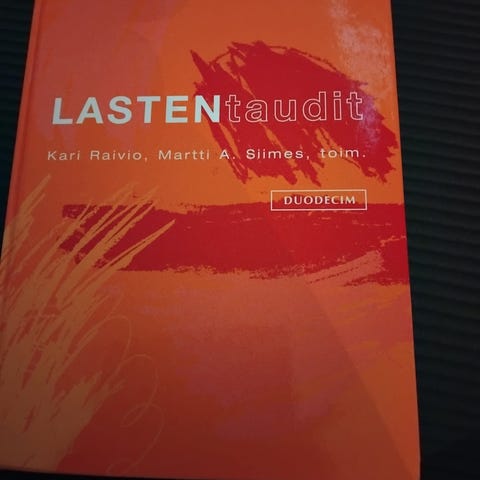 LASTENtaudit
Kari Raivio, Martti A. Siimes, toim.
DUODECIM